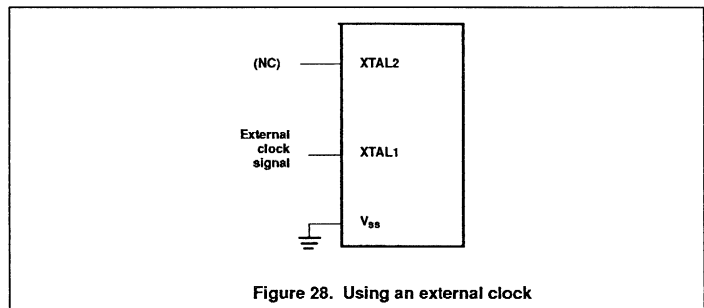 (NC)
XTAL2
External
clock
signal
XTAL1
Vss
Figure 28. Using an external clock